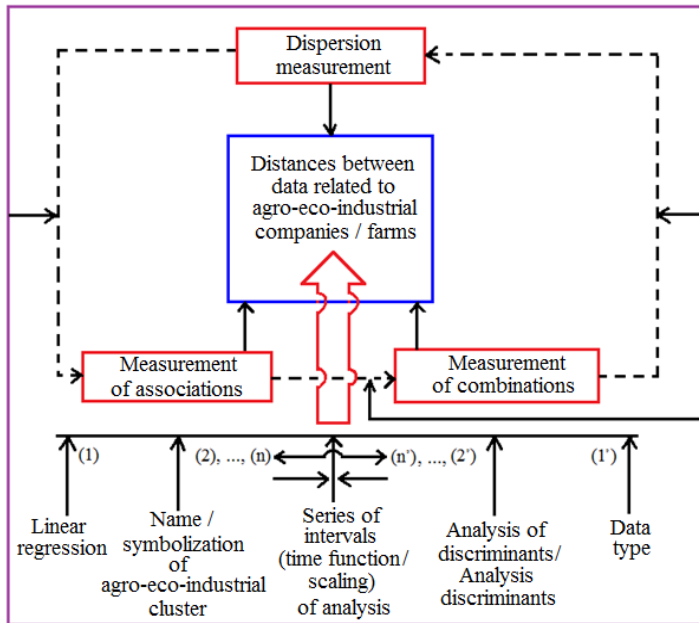 Dispersion
measurement
Distances between
data related to
agro-eco-industrial
companies / farms
Measurement
of associations
Measurement
of combinations
(1)
(2), ..., (n)
(n'), ..., (2')
(1')
Linear
regression
Name /
symbolization
of
agro-eco-industrial
cluster
Series of
intervals
(time function/
scaling)
of analysis
Analysis of
discriminants/
Analysis
discriminants
Data
type